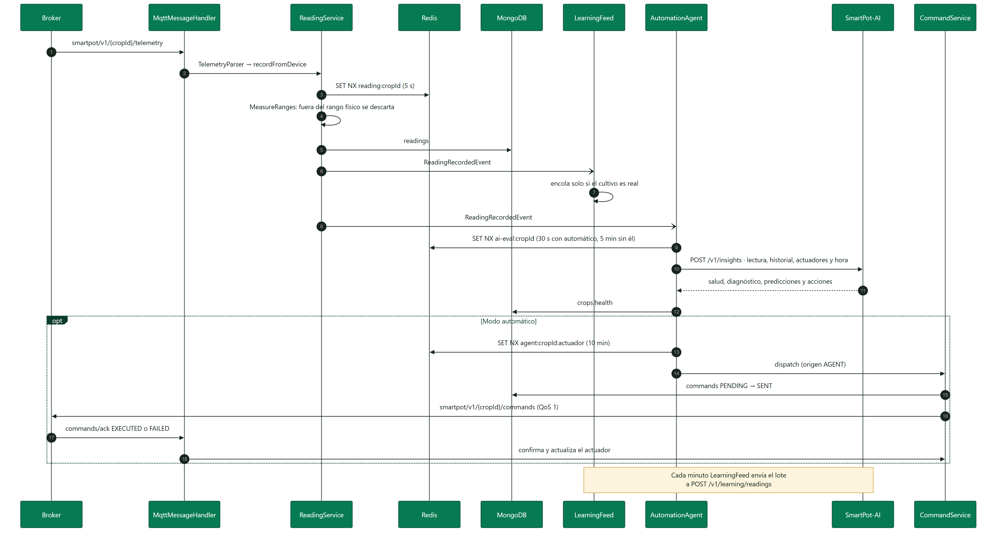 Broker
MqttMessageHandler
ReadingService
Redis
MongoDB
LearningFeed
AutomationAgent
SmartPot-AI
CommandService
smartpot/v1/{cropId}/telemetry
1
TelemetryParser → recordFromDevice
2
SET NX reading:cropId (5 s)
3
MeasureRanges: fuera del rango físico se descarta
4
readings
5
ReadingRecordedEvent
6
encola solo si el cultivo es real
7
ReadingRecordedEvent
8
SET NX ai-eval:cropId (30 s con automático, 5 min sin él)
9
POST /v1/insights · lectura, historial, actuadores y hora
10
salud, diagnóstico, predicciones y acciones
11
crops.health
12
opt
[Modo automático]
SET NX agent:cropId:actuador (10 min)
13
dispatch (origen AGENT)
14
commands PENDING → SENT
15
smartpot/v1/{cropId}/commands (QoS 1)
16
commands/ack EXECUTED o FAILED
17
confirma y actualiza el actuador
18
Cada minuto LearningFeed envía el lote
a POST /v1/learning/readings
Broker
MqttMessageHandler
ReadingService
Redis
MongoDB
LearningFeed
AutomationAgent
SmartPot-AI
CommandService